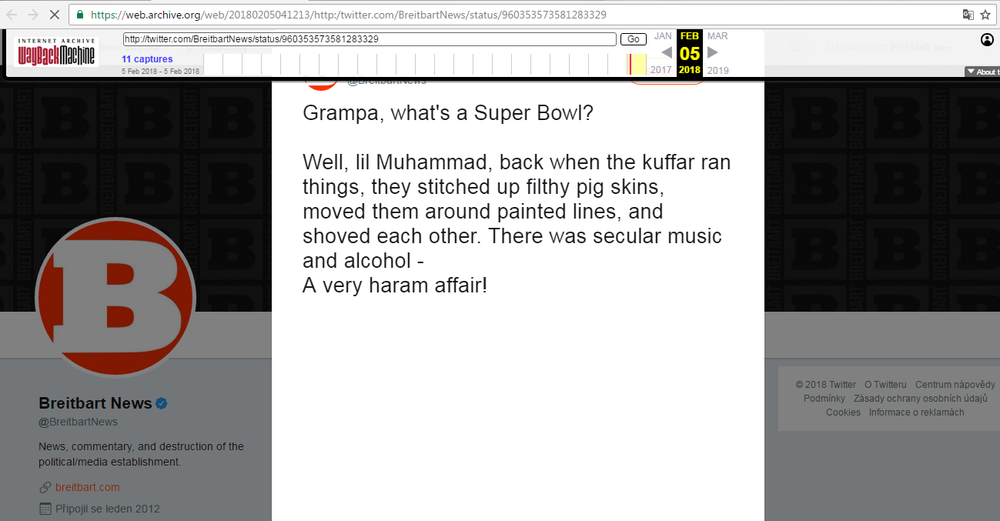 https://web.archive.org/web/20180205041213/http:/twitter.com/BreitbartNews/status/960353573581283329
INTERNET ARCHIVE
WayBackMachine
http://twitter.com/BreitbartNews/status/960353573581283329
Go
JAN
FEB
MAR
11 captures
05
5 Feb 2018 - 5 Feb 2018
2017
2018
2019
About t
@BreitbartNews
Grampa, what's a Super Bowl?
Well, lil Muhammad, back when the kuffar ran
things, they stitched up filthy pig skins,
moved them around painted lines, and
shoved each other. There was secular music
and alcohol -
A very haram affair!
B
BREITBART
Breitbart News
@BreitbartNews
News, commentary, and destruction of the
political/media establishment.
breitbart.com
Připojil se leden 2012
© 2018 Twitter O Twitteru Centrum nápovědy
Podmínky Zásady ochrany osobních údajů
Cookies Informace o reklamách